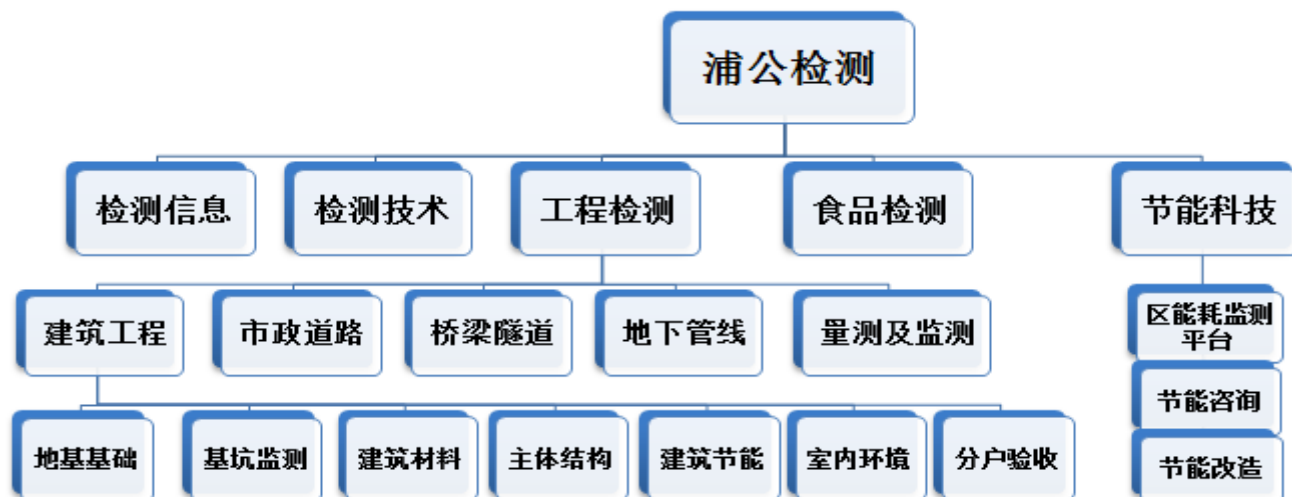 浦公检测
检测信息
检测技术
工程检测
食品检测
节能科技
建筑工程
市政道路
桥梁隧道
地下管线
量测及监测
区能耗监测
平台
节能咨询
节能改造
地基基础
基坑监测
建筑材料
主体结构
建筑节能
室内环境
分户验收